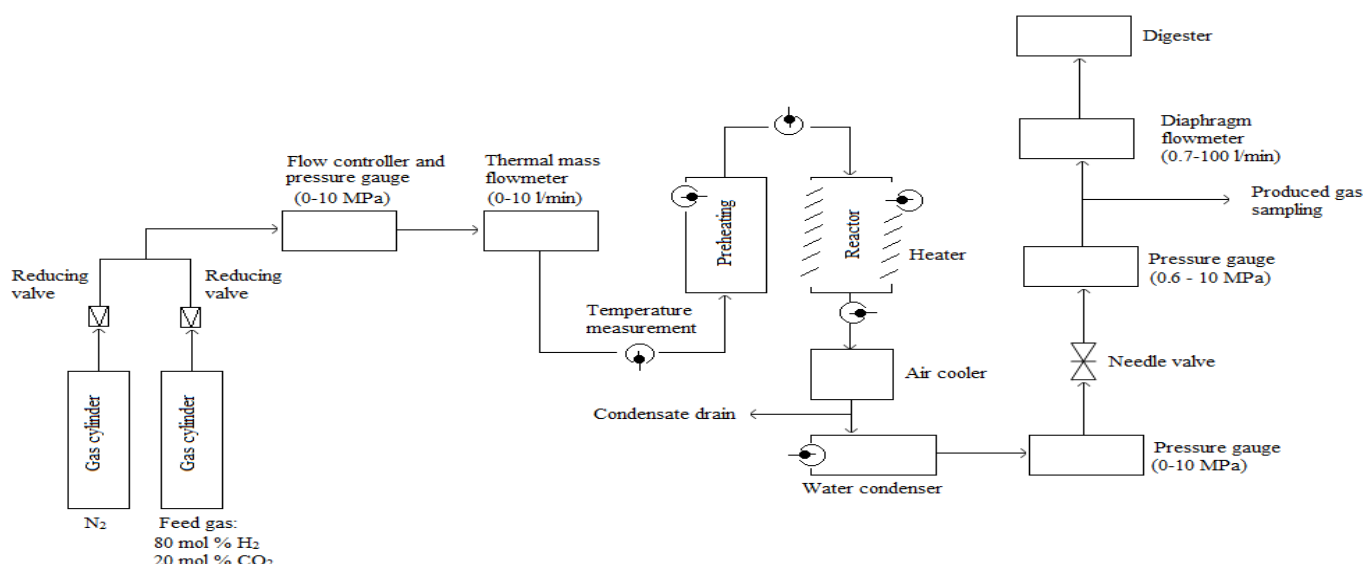 Digester
Diaphragm
flowmeter
(0.7-100 l/min)
Flow controller and
pressure gauge
(0-10 MPa)
Thermal mass
flowmeter
(0-10 l/min)
Produced gas
sampling
Preheating
Reactor
Heater
Reducing
valve
Reducing
valve
Pressure gauge
(0.6 - 10 MPa)
Temperature
measurement
Needle valve
Air cooler
Gas cylinder
Gas cylinder
Condensate drain
Pressure gauge
(0-10 MPa)
Water condenser
N₂
Feed gas:
80 mol % H₂
20 mol % CO₂